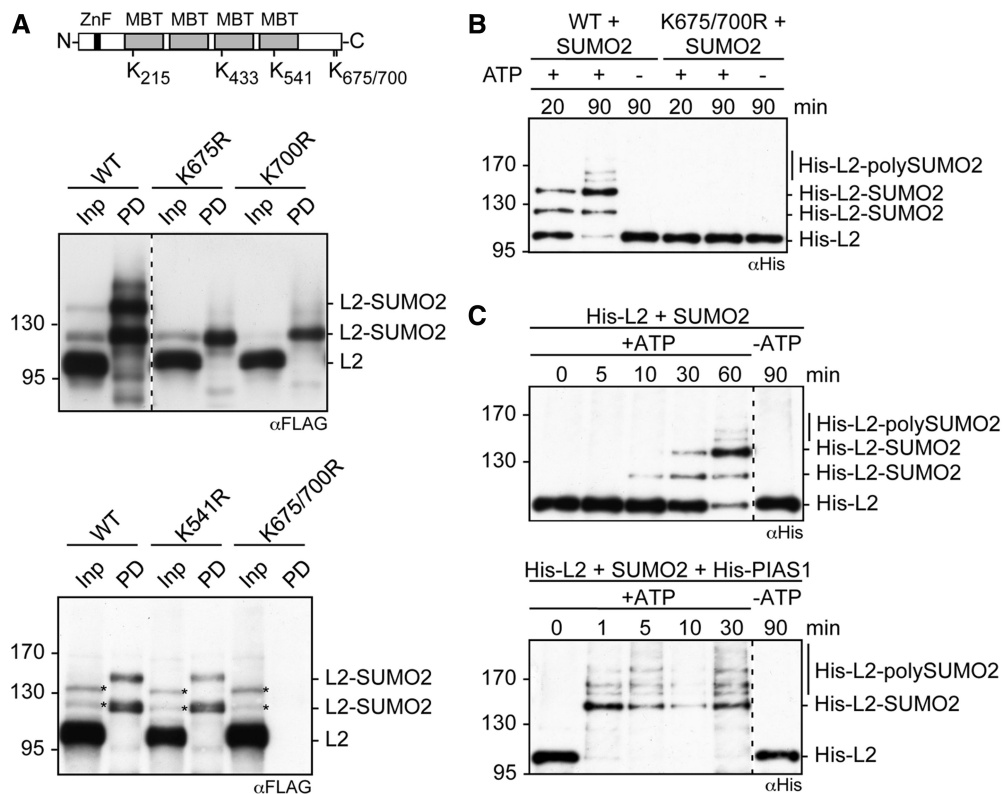 A
ZnF MBT MBT MBT MBT
N- -C
K215 K433 K541 K675/700
WT K675R K700R
Inp PD Inp PD Inp PD
L2-SUMO2
130 L2-SUMO2
L2
95
αFLAG
WT K541R K675/700R
Inp PD Inp PD Inp PD
170
L2-SUMO2
130 * * *
* * * L2-SUMO2
L2
95
αFLAG
B
WT + SUMO2 K675/700R + SUMO2
ATP + + - + + -
20 90 90 20 90 90 min
170 His-L2-polySUMO2
His-L2-SUMO2
130 His-L2-SUMO2
His-L2
95
αHis
C
His-L2 + SUMO2
+ATP -ATP
0 5 10 30 60 90 min
170 His-L2-polySUMO2
His-L2-SUMO2
130
His-L2-SUMO2
His-L2
αHis
His-L2 + SUMO2 + His-PIAS1
+ATP -ATP
0 1 5 10 30 90 min
170 His-L2-polySUMO2
His-L2-SUMO2
130
His-L2
95
αHis